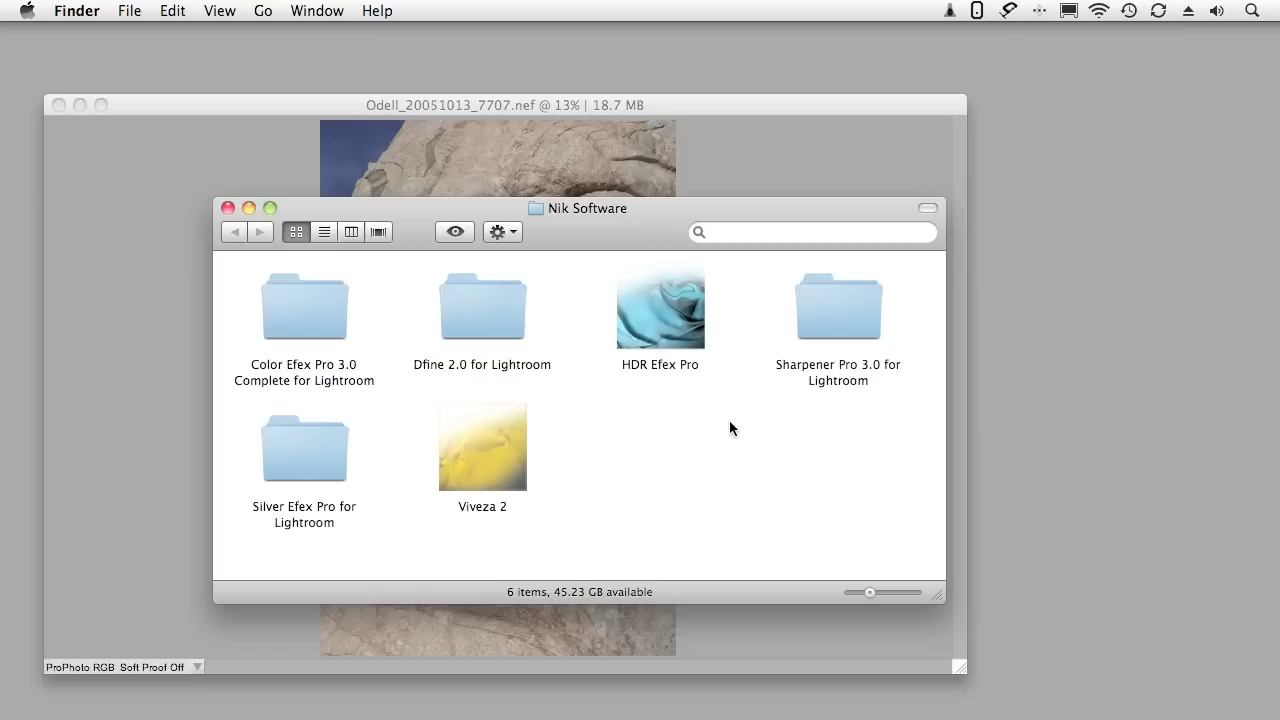 Finder File Edit View Go Window Help
Odell_20051013_7707.nef @ 13% | 18.7 MB
Nik Software
Color Efex Pro 3.0
Complete for Lightroom
Dfine 2.0 for Lightroom
HDR Efex Pro
Sharpener Pro 3.0 for
Lightroom
Silver Efex Pro for
Lightroom
Viveza 2
6 items, 45.23 GB available
ProPhoto RGB Soft Proof Off